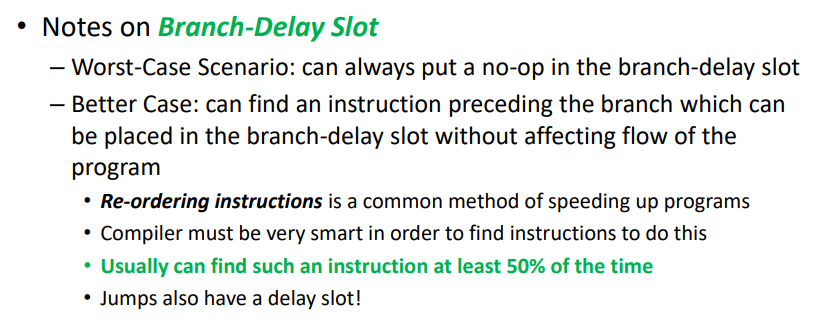 • Notes on Branch-Delay Slot
– Worst-Case Scenario: can always put a no-op in the branch-delay slot
– Better Case: can find an instruction preceding the branch which can
be placed in the branch-delay slot without affecting flow of the
program
• Re-ordering instructions is a common method of speeding up programs
• Compiler must be very smart in order to find instructions to do this
• Usually can find such an instruction at least 50% of the time
• Jumps also have a delay slot!